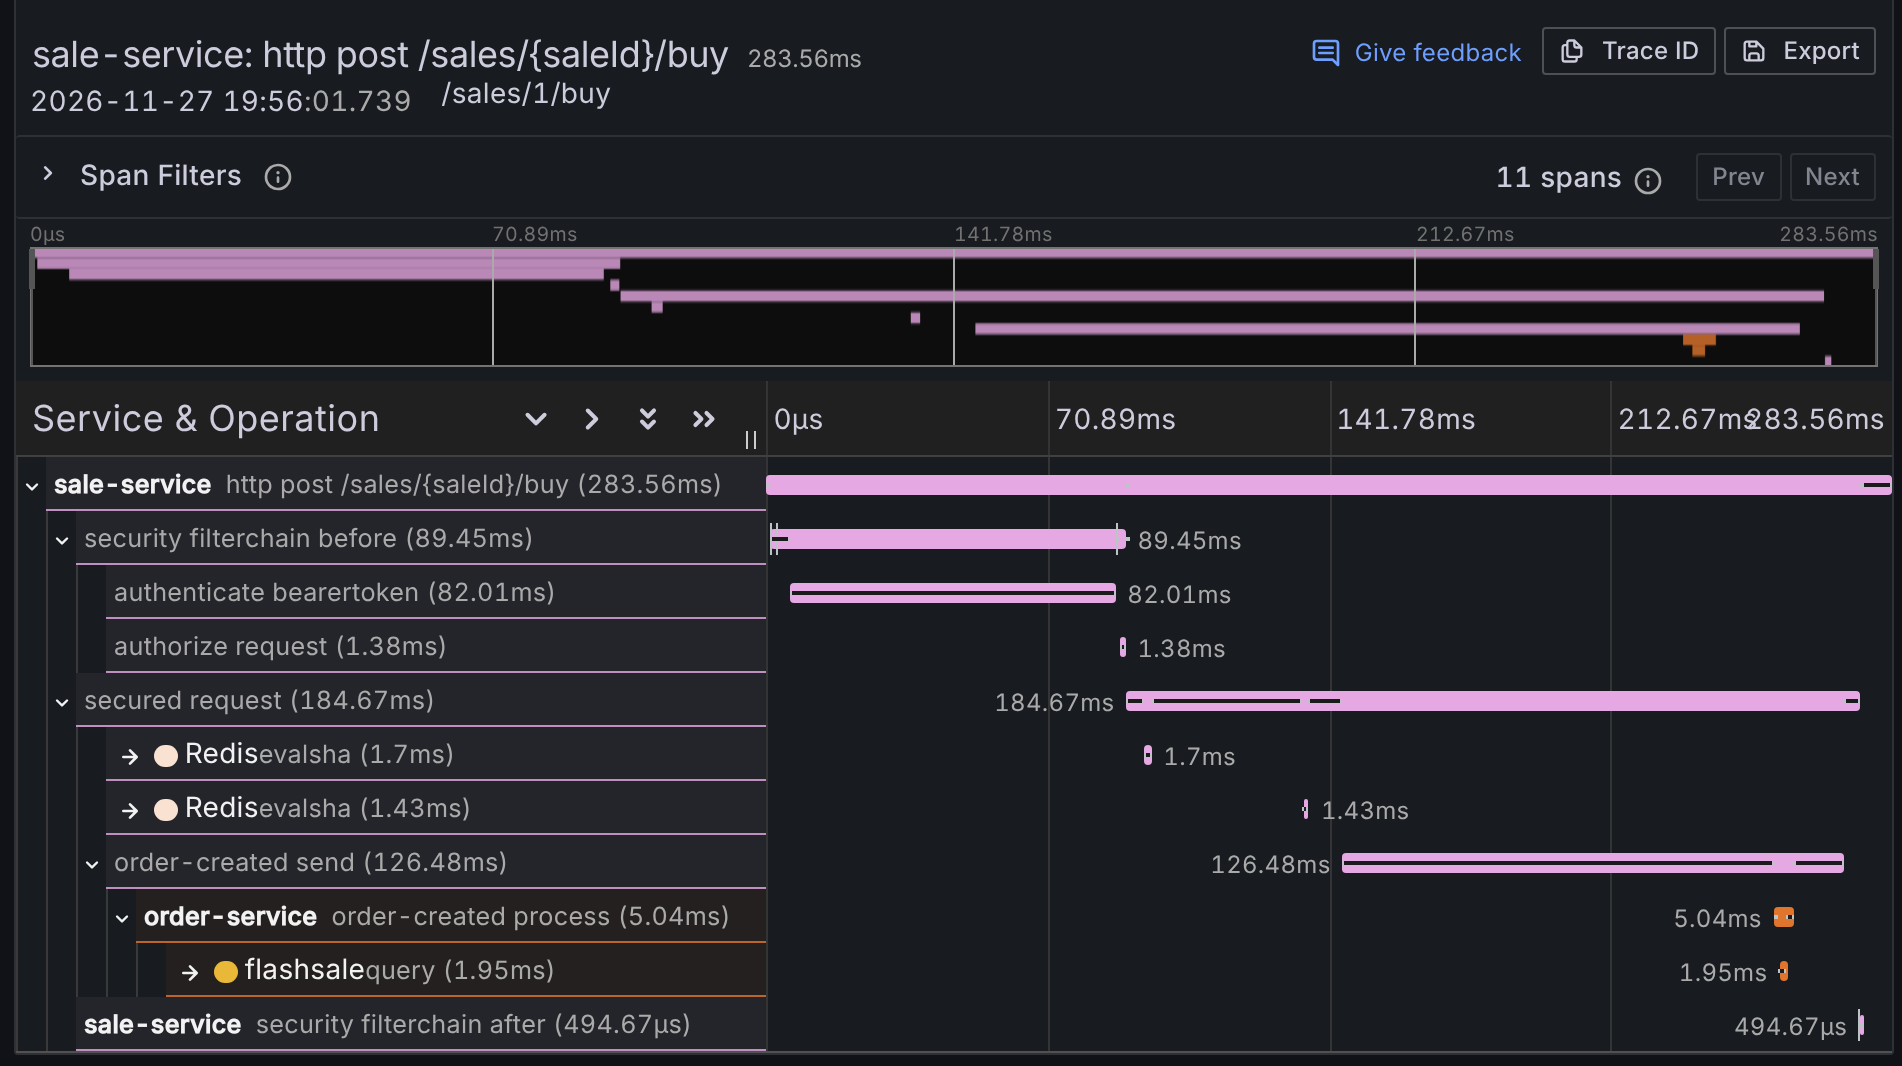 sale-service: http post /sales/{saleId}/buy 283.56ms
2026-11-27 19:56:01.739 /sales/1/buy
Give feedback
Trace ID
Export
Span Filters
11 spans
Prev
Next
0μs 70.89ms 141.78ms 212.67ms 283.56ms
Service & Operation
0μs 70.89ms 141.78ms 212.67ms 283.56ms
sale-service http post /sales/{saleId}/buy (283.56ms)
security filterchain before (89.45ms) 89.45ms
authenticate bearertoken (82.01ms) 82.01ms
authorize request (1.38ms) 1.38ms
secured request (184.67ms) 184.67ms
Redis evalsha (1.7ms) 1.7ms
Redis evalsha (1.43ms) 1.43ms
order-created send (126.48ms) 126.48ms
order-service order-created process (5.04ms) 5.04ms
flashsale query (1.95ms) 1.95ms
sale-service security filterchain after (494.67μs) 494.67μs